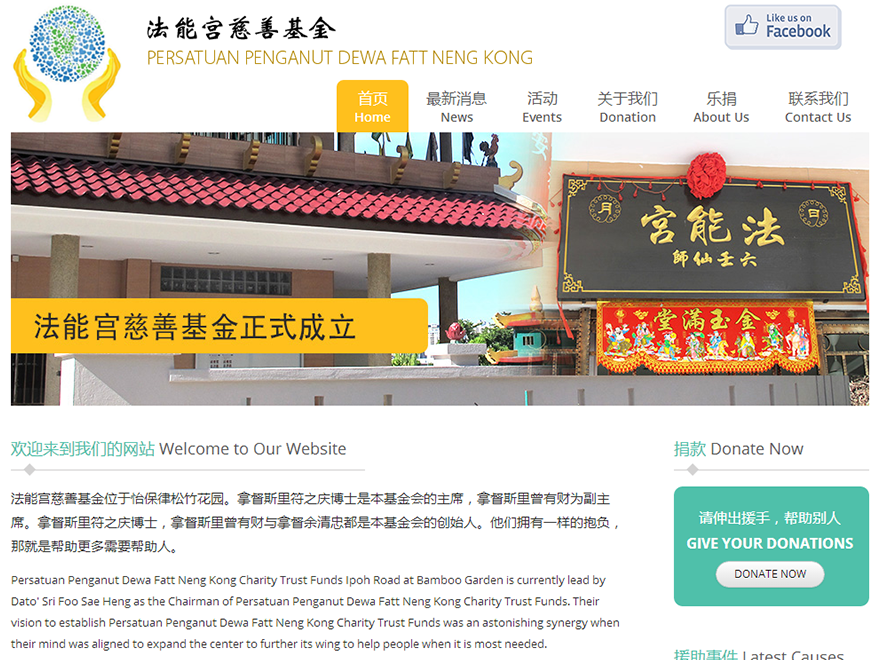 法能宫慈善基金
PERSATUAN PENGANUT DEWA FATT NENG KONG
Like us on
Facebook
首页 最新消息 活动 关于我们 乐捐 联系我们
Home News Events Donation About Us Contact Us
月 宮能法 日
師仙壬六
堂滿玉金
法能宫慈善基金正式成立
欢迎来到我们的网站 Welcome to Our Website
法能宫慈善基金位于怡保律松竹花园。拿督斯里符之庆博士是本基金会的主席，拿督斯里曾有财为副主
席。拿督斯里符之庆博士，拿督斯里曾有财与拿督余清忠都是本基金会的创始人。他们拥有一样的抱负，
那就是帮助更多需要帮助人。
Persatuan Penganut Dewa Fatt Neng Kong Charity Trust Funds Ipoh Road at Bamboo Garden is currently lead by
Dato' Sri Foo Sae Heng as the Chairman of Persatuan Penganut Dewa Fatt Neng Kong Charity Trust Funds. Their
vision to establish Persatuan Penganut Dewa Fatt Neng Kong Charity Trust Funds was an astonishing synergy when
their mind was aligned to expand the center to further its wing to help people when it is most needed.
捐款 Donate Now
请伸出援手，帮助别人
GIVE YOUR DONATIONS
DONATE NOW
援助事件 Latest Causes